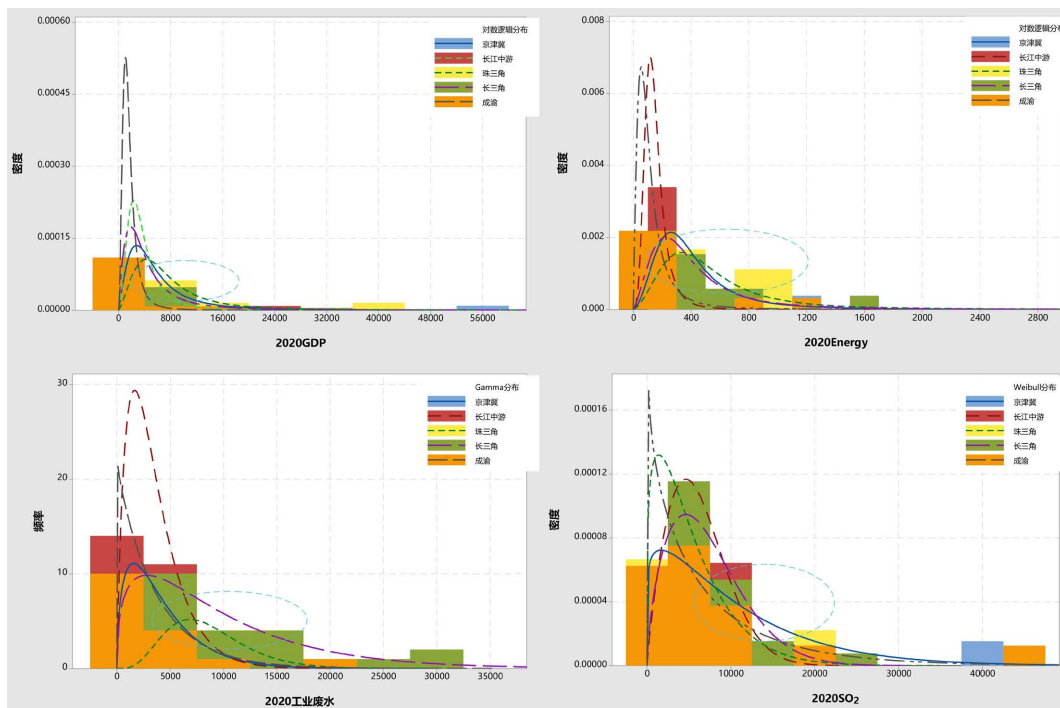 0.00060
0.00045
0.00030
0.00015
0.00000
密度
0
8000
16000
24000
32000
40000
48000
56000
2020GDP
对数逻辑分布
京津冀
长江中游
珠三角
长三角
成渝
0.008
0.006
0.004
0.002
0.000
密度
0
400
800
1200
1600
2000
2400
2800
2020Energy
对数逻辑分布
京津冀
长江中游
珠三角
长三角
成渝
30
20
10
0
频率
0
5000
10000
15000
20000
25000
30000
35000
2020工业废水
Gamma分布
京津冀
长江中游
珠三角
长三角
成渝
0.00016
0.00012
0.00008
0.00004
0.00000
密度
0
10000
20000
30000
40000
2020SO₂
Weibull分布
京津冀
长江中游
珠三角
长三角
成渝